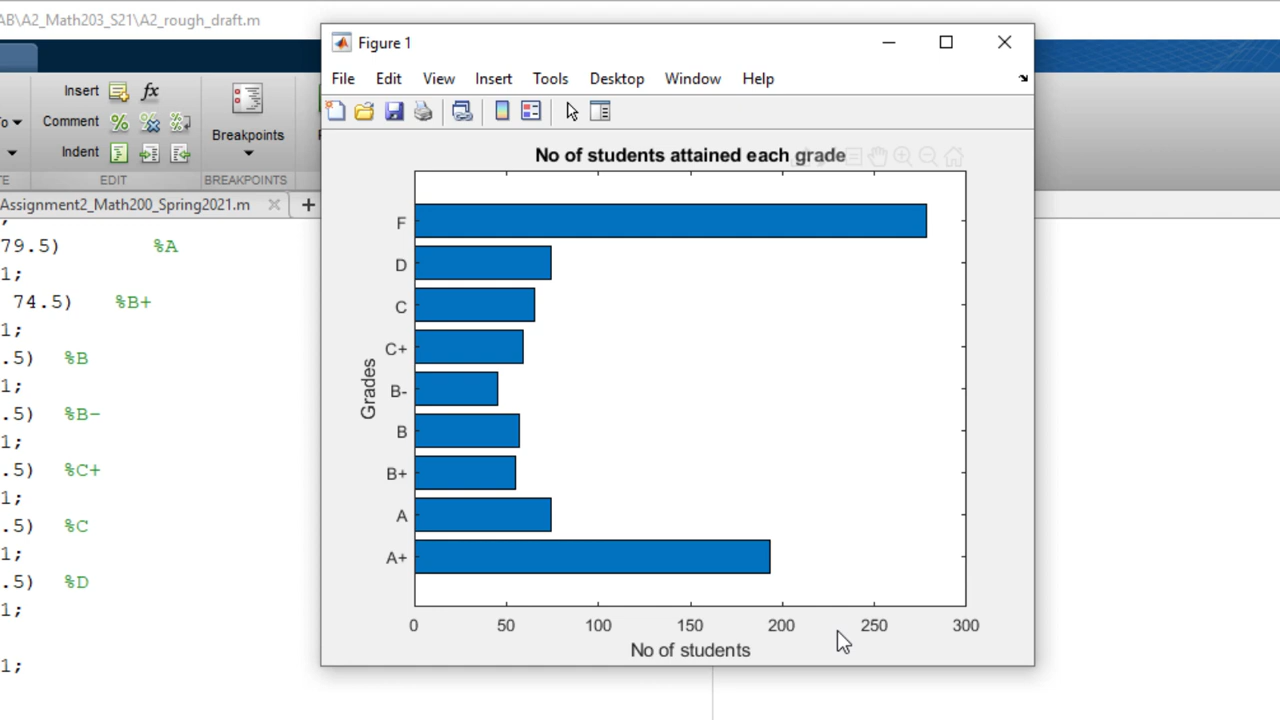 AB\A2_Math203_S21\A2_rough_draft.m
Insert fx
Comment
Indent
Breakpoints
EDIT
BREAKPOINTS
Assignment2_Math200_Spring2021.m
79.5) %A
1;
74.5) %B+
1;
.5) %B
1;
.5) %B-
1;
.5) %C+
1;
.5) %C
1;
.5) %D
1;
1;
Figure 1
File Edit View Insert Tools Desktop Window Help
No of students attained each grade
F
D
C
C+
B-
B
B+
A
A+
Grades
0 50 100 150 200 250 300
No of students